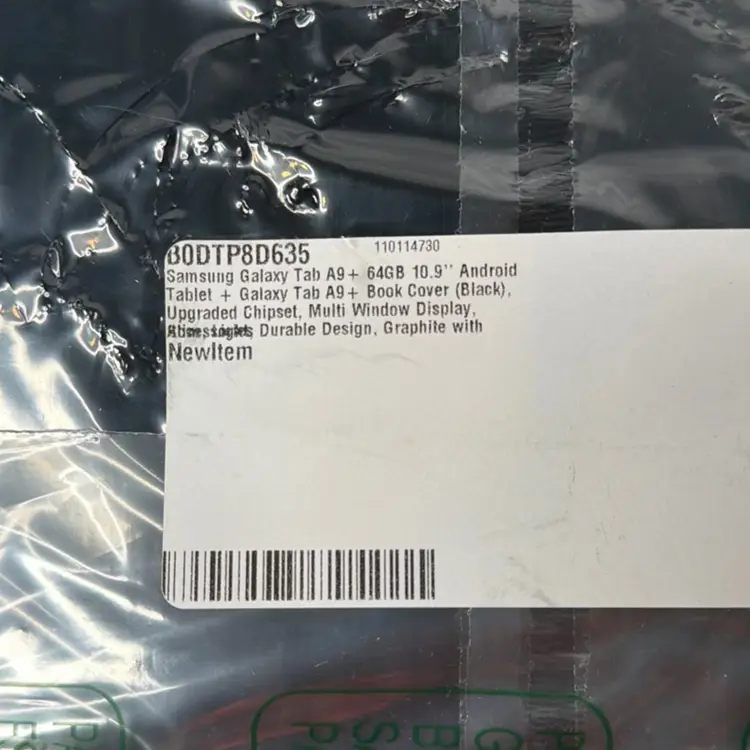 B0DTP8D635
110114730
Samsung Galaxy Tab A9+ 64GB 10.9'' Android
Tablet + Galaxy Tab A9+ Book Cover (Black),
Upgraded Chipset, Multi Window Display,
Durable Design, Graphite with
NewItem